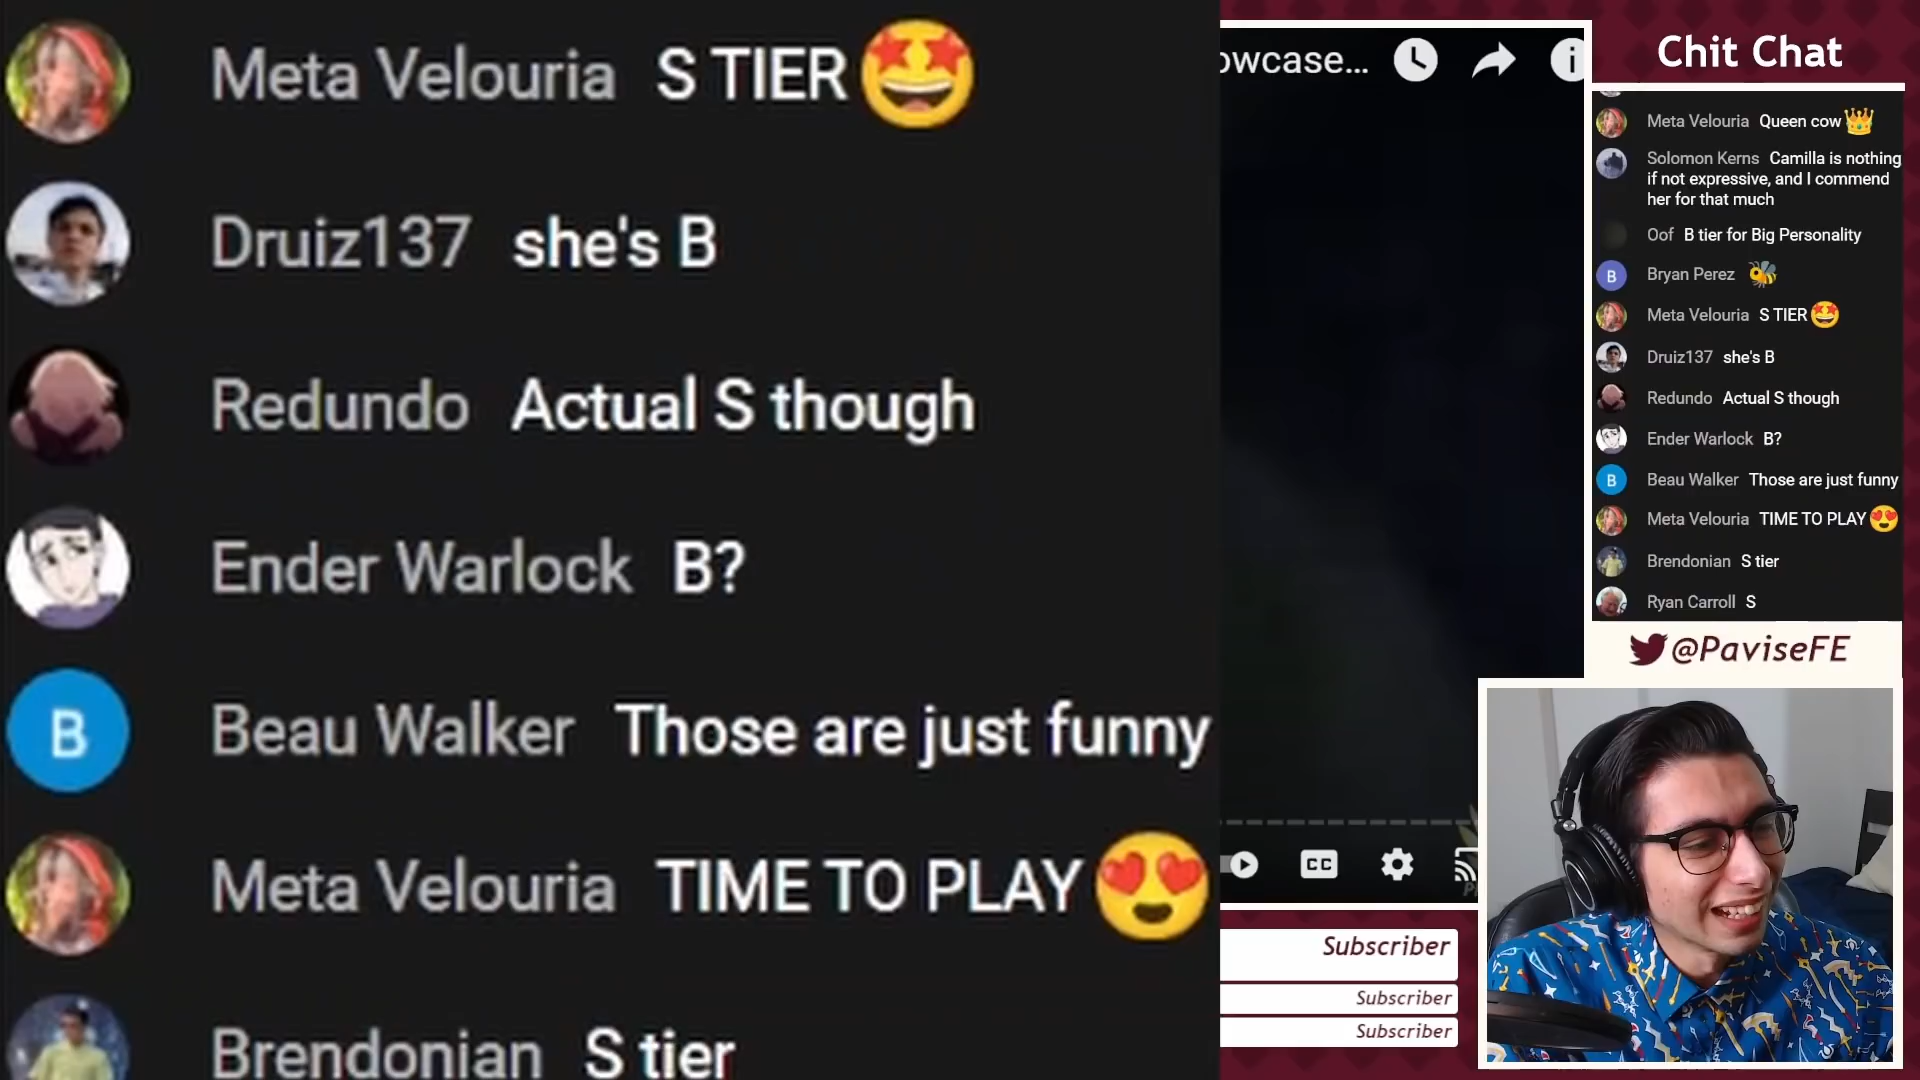 Meta Velouria S TIER 🤩
Druiz137 she's B
Redundo Actual S though
Ender Warlock B?
B Beau Walker Those are just funny
Meta Velouria TIME TO PLAY 😍
Brendonian S tier
owcase...
CC
Subscriber
Subscriber
Subscriber
Chit Chat
Meta Velouria Queen cow 👑
Solomon Kerns Camilla is nothing
if not expressive, and I commend
her for that much
Oof B tier for Big Personality
B Bryan Perez 🐝
Meta Velouria S TIER 🤩
Druiz137 she's B
Redundo Actual S though
Ender Warlock B?
B Beau Walker Those are just funny
Meta Velouria TIME TO PLAY 😍
Brendonian S tier
Ryan Carroll S
@PaviseFE